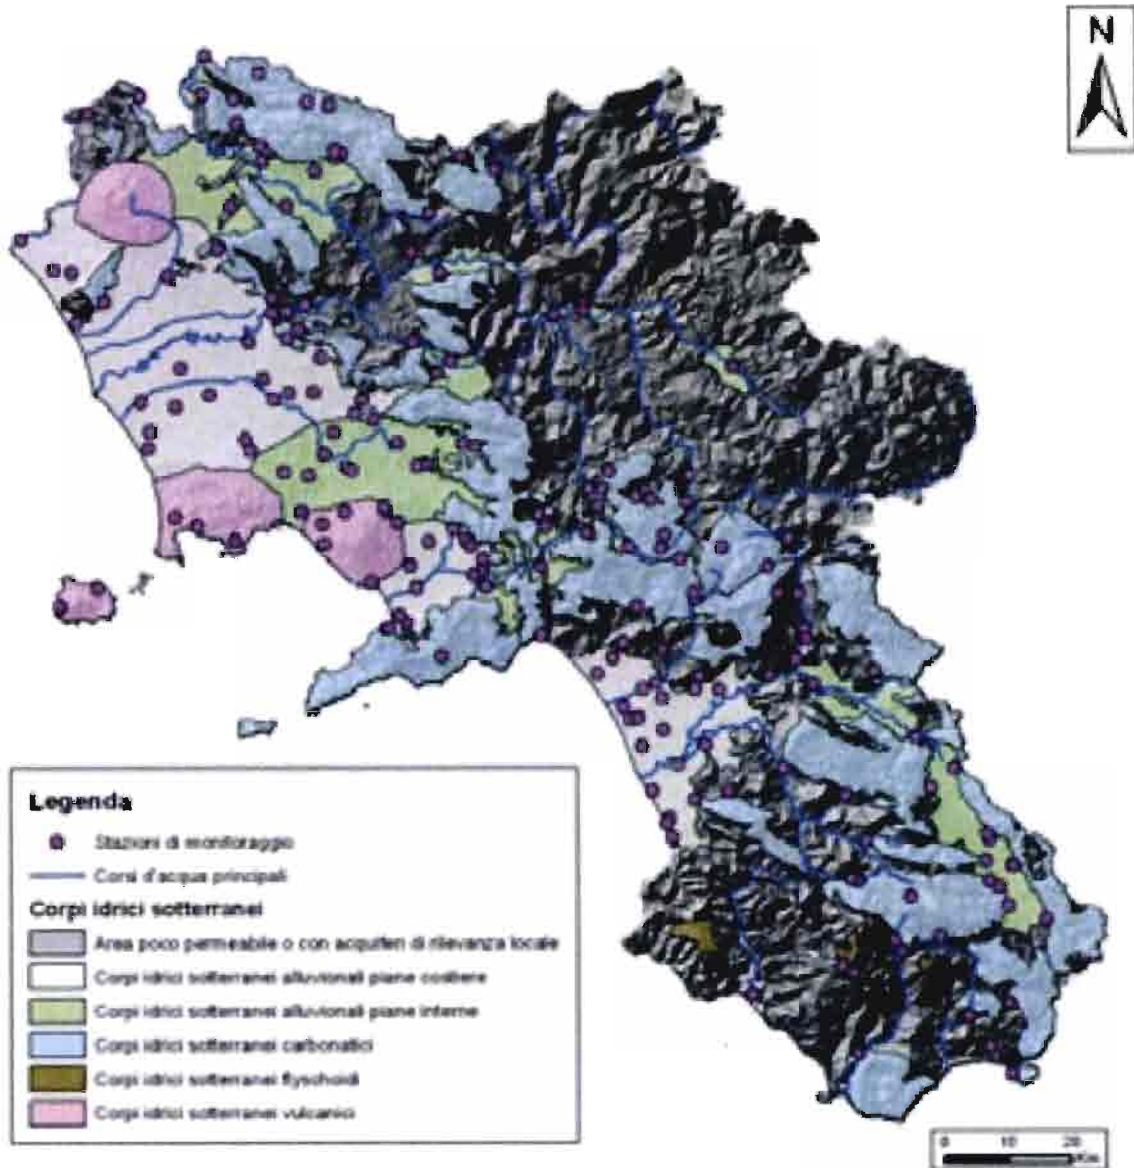 N
Legenda
Stazioni di monitoraggio
Corsi d'acqua principali
Corpi idrici sotterranei
Area poco permeabile o con acquiferi di rilevanza locale
Corpi idrici sotterranei alluvionali piane costiere
Corpi idrici sotterranei alluvionali piane interne
Corpi idrici sotterranei carbonatici
Corpi idrici sotterranei flyschoidi
Corpi idrici sotterranei vulcanici
0 10 20
Km